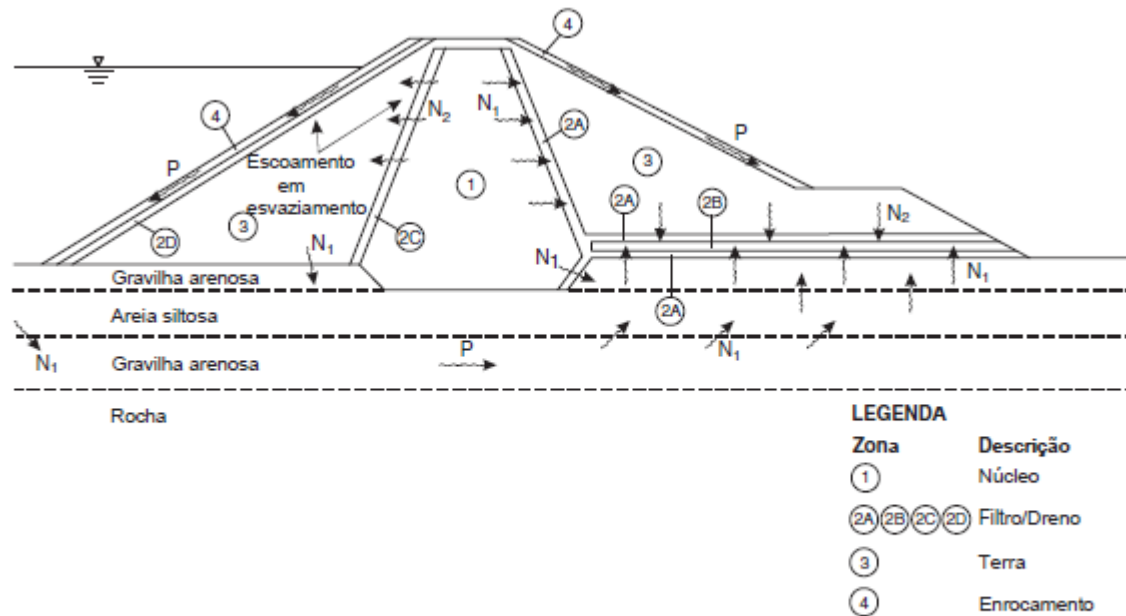 4
4
N₂
N₁
2A
P
P
4
Escoamento
em
esvaziamento
3
1
2A
2B
N₂
3
2D
N₁
2C
N1
N₁
Gravilha arenosa
2A
Areia siltosa
N₁
P
N₁
Gravilha arenosa
Rocha
LEGENDA
Zona Descrição
1 Núcleo
2A 2B 2C 2D Filtro/Dreno
3 Terra
4 Enrocamento